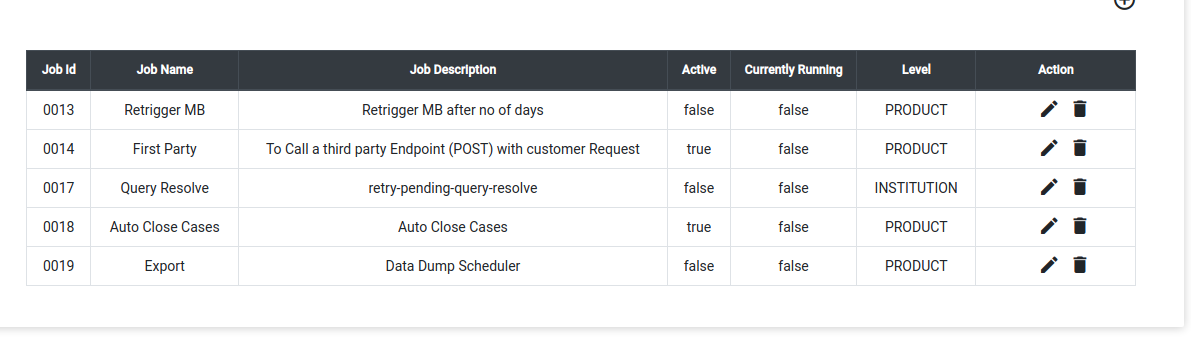 Job Id Job Name Job Description Active Currently Running Level Action
0013 Retrigger MB Retrigger MB after no of days false false PRODUCT
0014 First Party To Call a third party Endpoint (POST) with customer Request true false PRODUCT
0017 Query Resolve retry-pending-query-resolve false false INSTITUTION
0018 Auto Close Cases Auto Close Cases true false PRODUCT
0019 Export Data Dump Scheduler false false PRODUCT